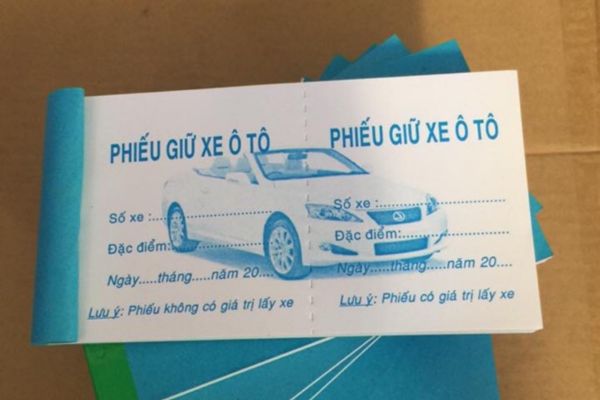 PHIẾU GIỮ XE Ô TÔ
Số xe :................................
Đặc điểm:..............................
Ngày.....tháng.....năm 20....
Lưu ý: Phiếu không có giá trị lấy xe
PHIẾU GIỮ XE Ô TÔ
Số xe :................................
Đặc điểm:..............................
Ngày.....tháng.....năm 20....
Lưu ý: Phiếu có giá trị lấy xe